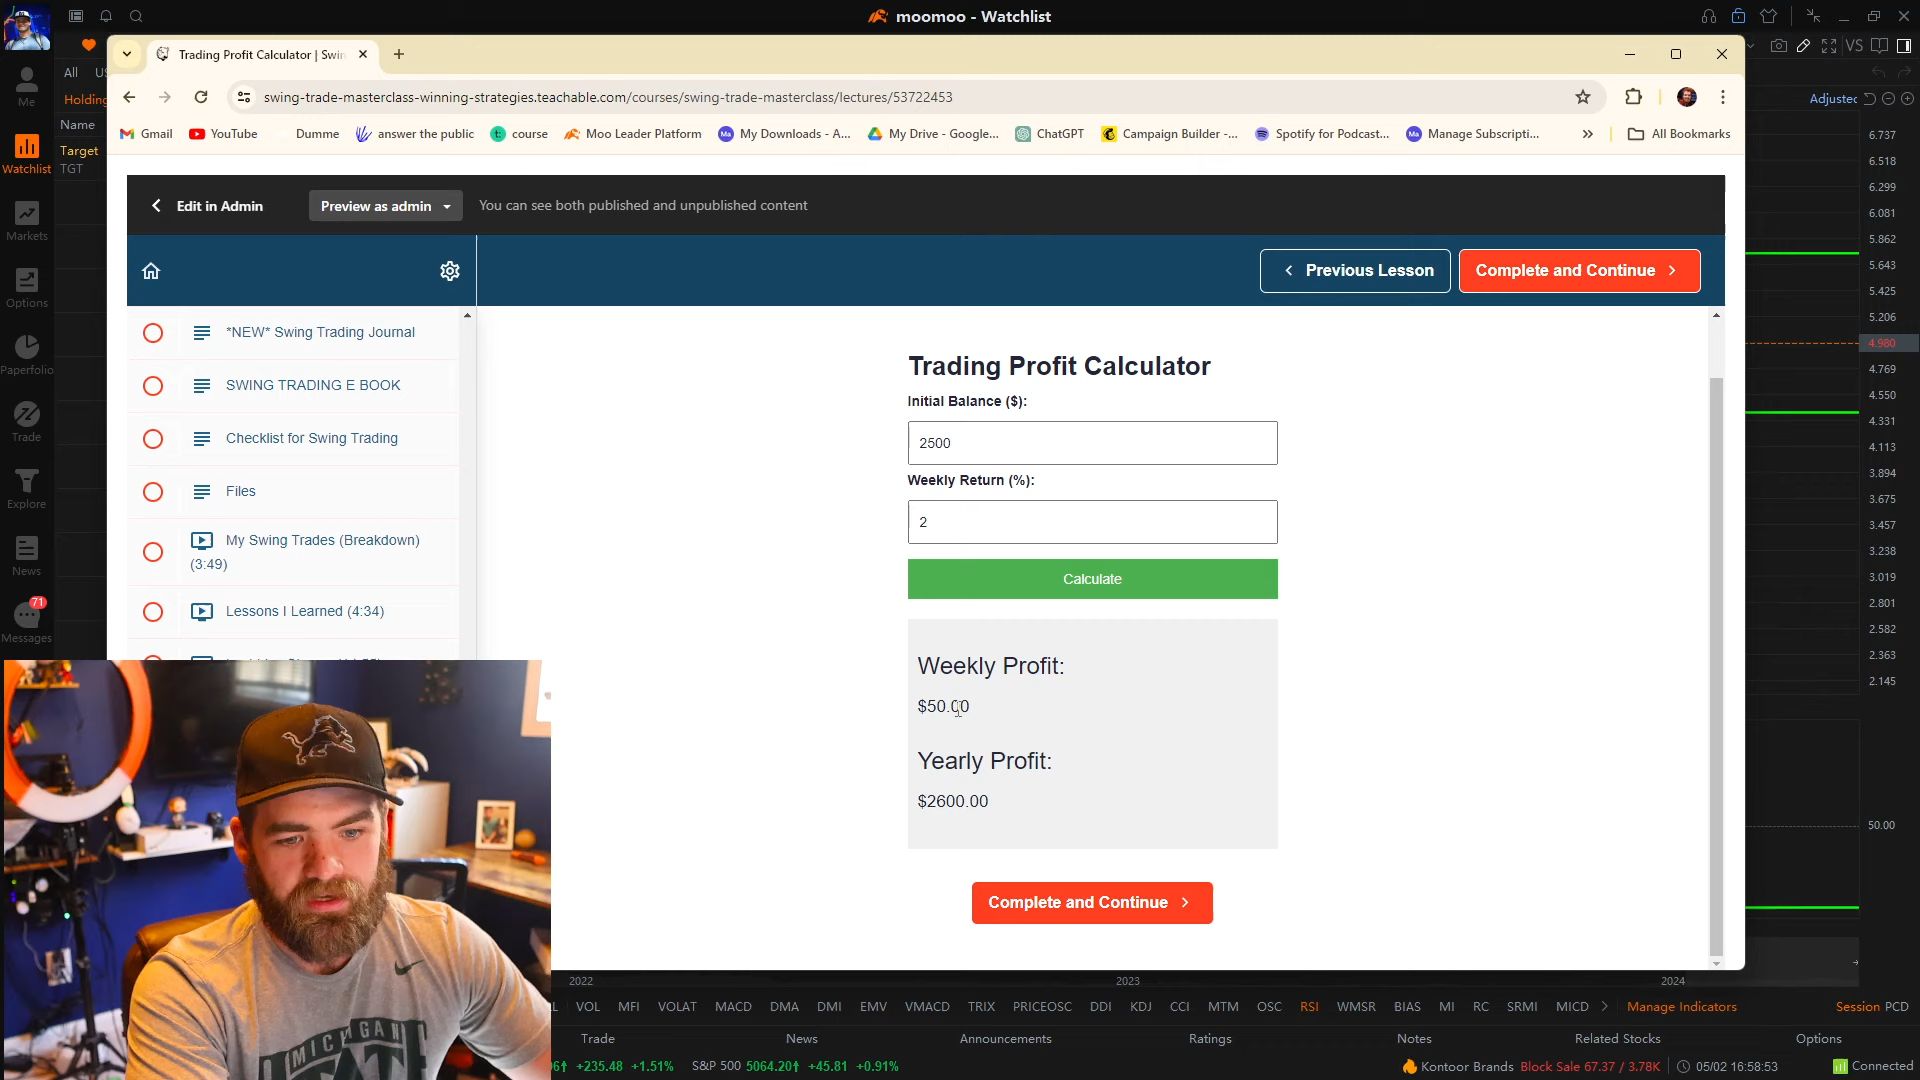 moomoo - Watchlist
Trading Profit Calculator | Swin
swing-trade-masterclass-winning-strategies.teachable.com/courses/swing-trade-masterclass/lectures/53722453
Gmail YouTube Dumme answer the public course Moo Leader Platform My Downloads - A... My Drive - Google... ChatGPT Campaign Builder -... Spotify for Podcast... Manage Subscripti... » All Bookmarks
VS
Me
Watchlist
Markets
Options
Paperfolio
Trade
Explore
News
71
Messages
All US
Holding
Name
Target
TGT
Edit in Admin Preview as admin You can see both published and unpublished content
Previous Lesson Complete and Continue
*NEW* Swing Trading Journal
SWING TRADING E BOOK
Checklist for Swing Trading
Files
My Swing Trades (Breakdown)
(3:49)
Lessons I Learned (4:34)
Trading Profit Calculator
Initial Balance ($):
2500
Weekly Return (%):
2
Calculate
Weekly Profit:
$50.00
Yearly Profit:
$2600.00
Complete and Continue
Adjusted
6.737
6.518
6.299
6.081
5.862
5.643
5.425
5.206
4.980
4.769
4.550
4.331
4.113
3.894
3.675
3.457
3.238
3.019
2.801
2.582
2.363
2.145
50.00
2022 2023 2024
VOL MFI VOLAT MACD DMA DMI EMV VMACD TRIX PRICEOSC DDI KDJ CCI MTM OSC RSI WMSR BIAS MI RC SRMI MICD Manage Indicators Session PCD
Trade News Announcements Ratings Notes Related Stocks Options
+235.48 +1.51% S&P 500 5064.20 +45.81 +0.91% Kontoor Brands Block Sale 67.37 / 3.78K 05/02 16:58:53 Connected
MICHIGAN